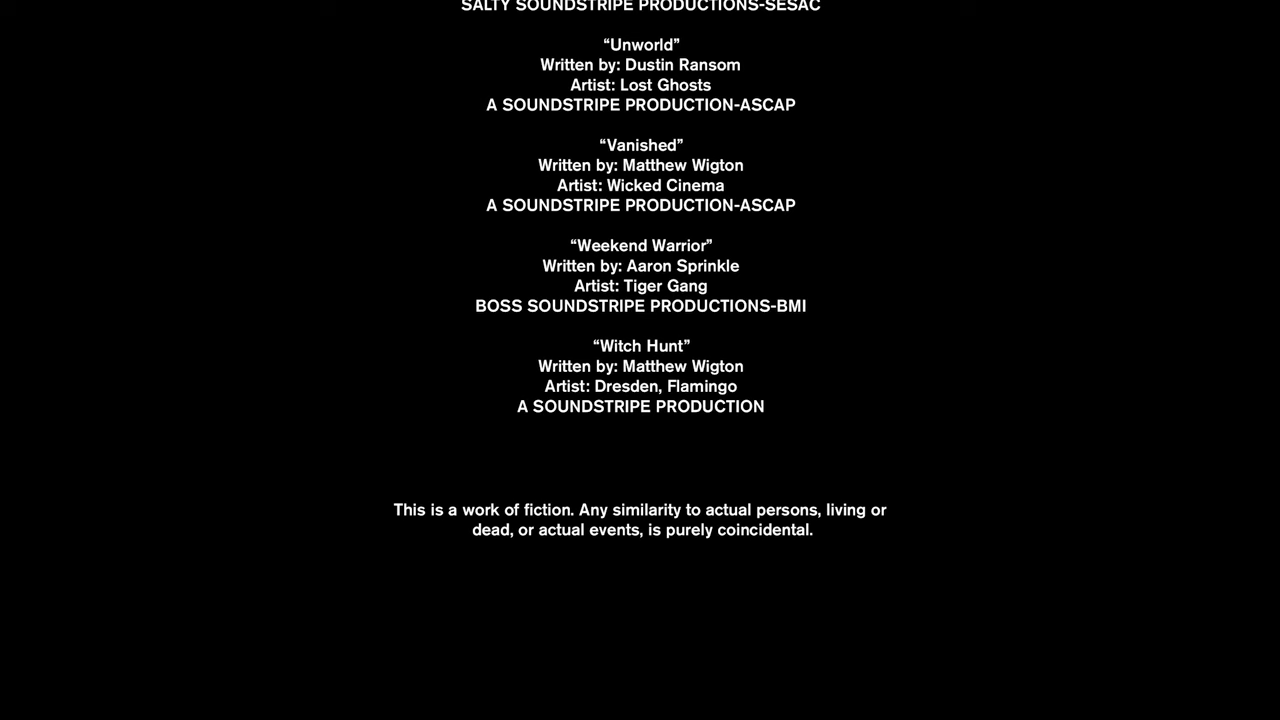 SALTY SOUNDSTRIPE PRODUCTIONS-SESAC
“Unworld”
Written by: Dustin Ransom
Artist: Lost Ghosts
A SOUNDSTRIPE PRODUCTION-ASCAP
“Vanished”
Written by: Matthew Wigton
Artist: Wicked Cinema
A SOUNDSTRIPE PRODUCTION-ASCAP
“Weekend Warrior”
Written by: Aaron Sprinkle
Artist: Tiger Gang
BOSS SOUNDSTRIPE PRODUCTIONS-BMI
“Witch Hunt”
Written by: Matthew Wigton
Artist: Dresden, Flamingo
A SOUNDSTRIPE PRODUCTION
This is a work of fiction. Any similarity to actual persons, living or
dead, or actual events, is purely coincidental.